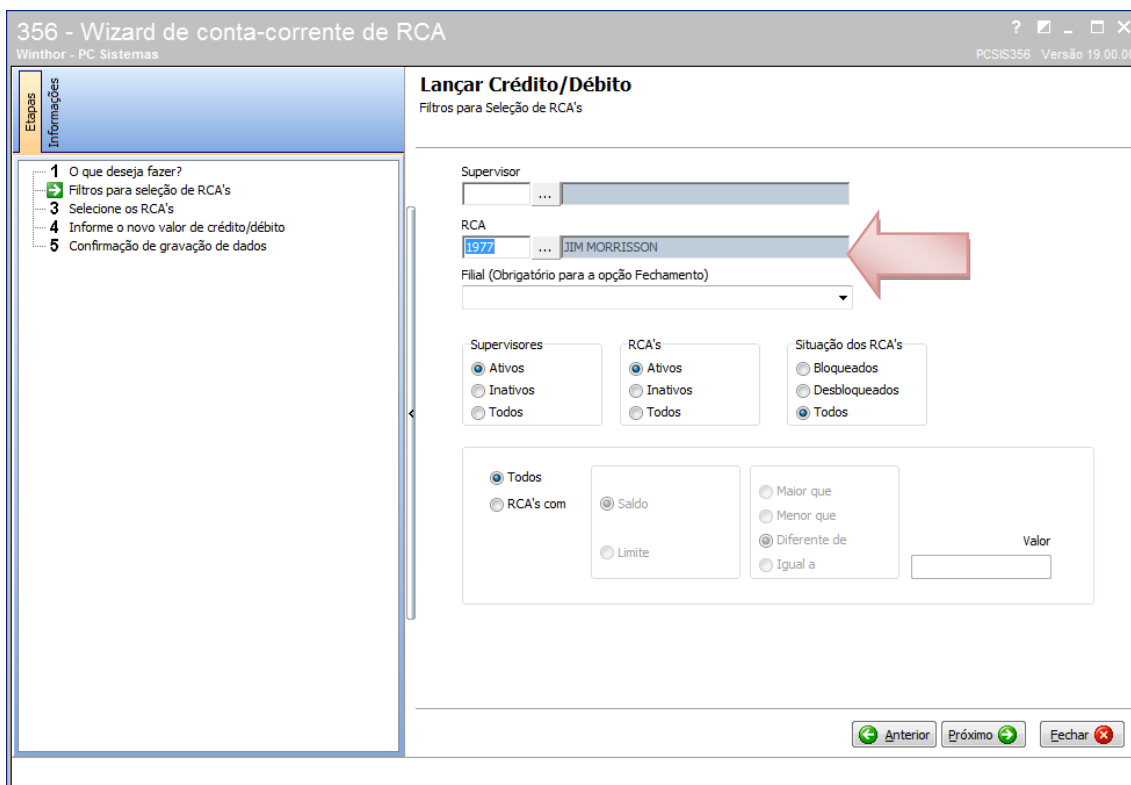 356 - Wizard de conta-corrente de RCA
Winthor - PC Sistemas
PCSIS356 Versão 19.00.00
Etapas
Informações
Lançar Crédito/Débito
Filtros para Seleção de RCA's
1 O que deseja fazer?
Filtros para seleção de RCA's
3 Selecione os RCA's
4 Informe o novo valor de crédito/débito
5 Confirmação de gravação de dados
Supervisor
...
RCA
1977 ... JIM MORRISSON
Filial (Obrigatório para a opção Fechamento)
Supervisores
Ativos
Inativos
Todos
RCA's
Ativos
Inativos
Todos
Situação dos RCA's
Bloqueados
Desbloqueados
Todos
Todos
RCA's com
Saldo
Limite
Maior que
Menor que
Diferente de
Igual a
Valor
Anterior Próximo Fechar